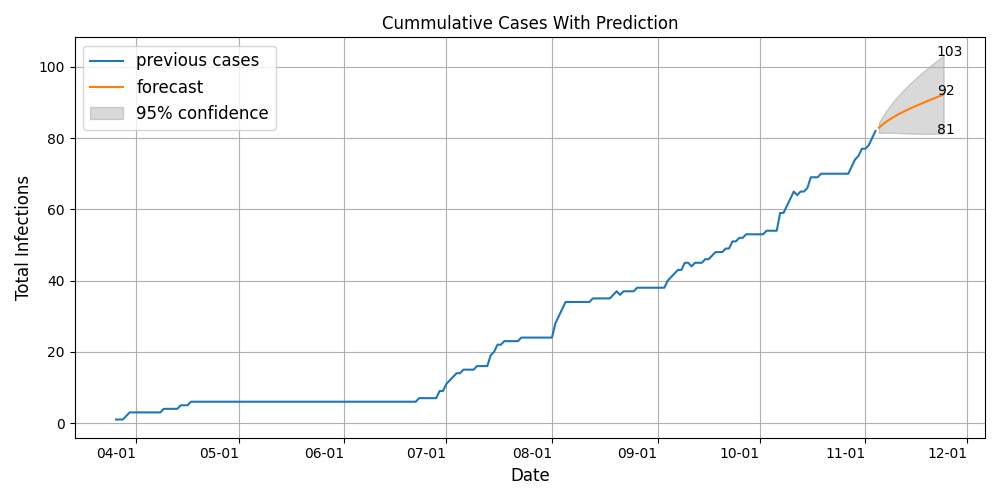 Cummulative Cases With Prediction
previous cases
forecast
95% confidence
103
92
81
100
80
60
40
20
0
Total Infections
04-01 05-01 06-01 07-01 08-01 09-01 10-01 11-01 12-01
Date